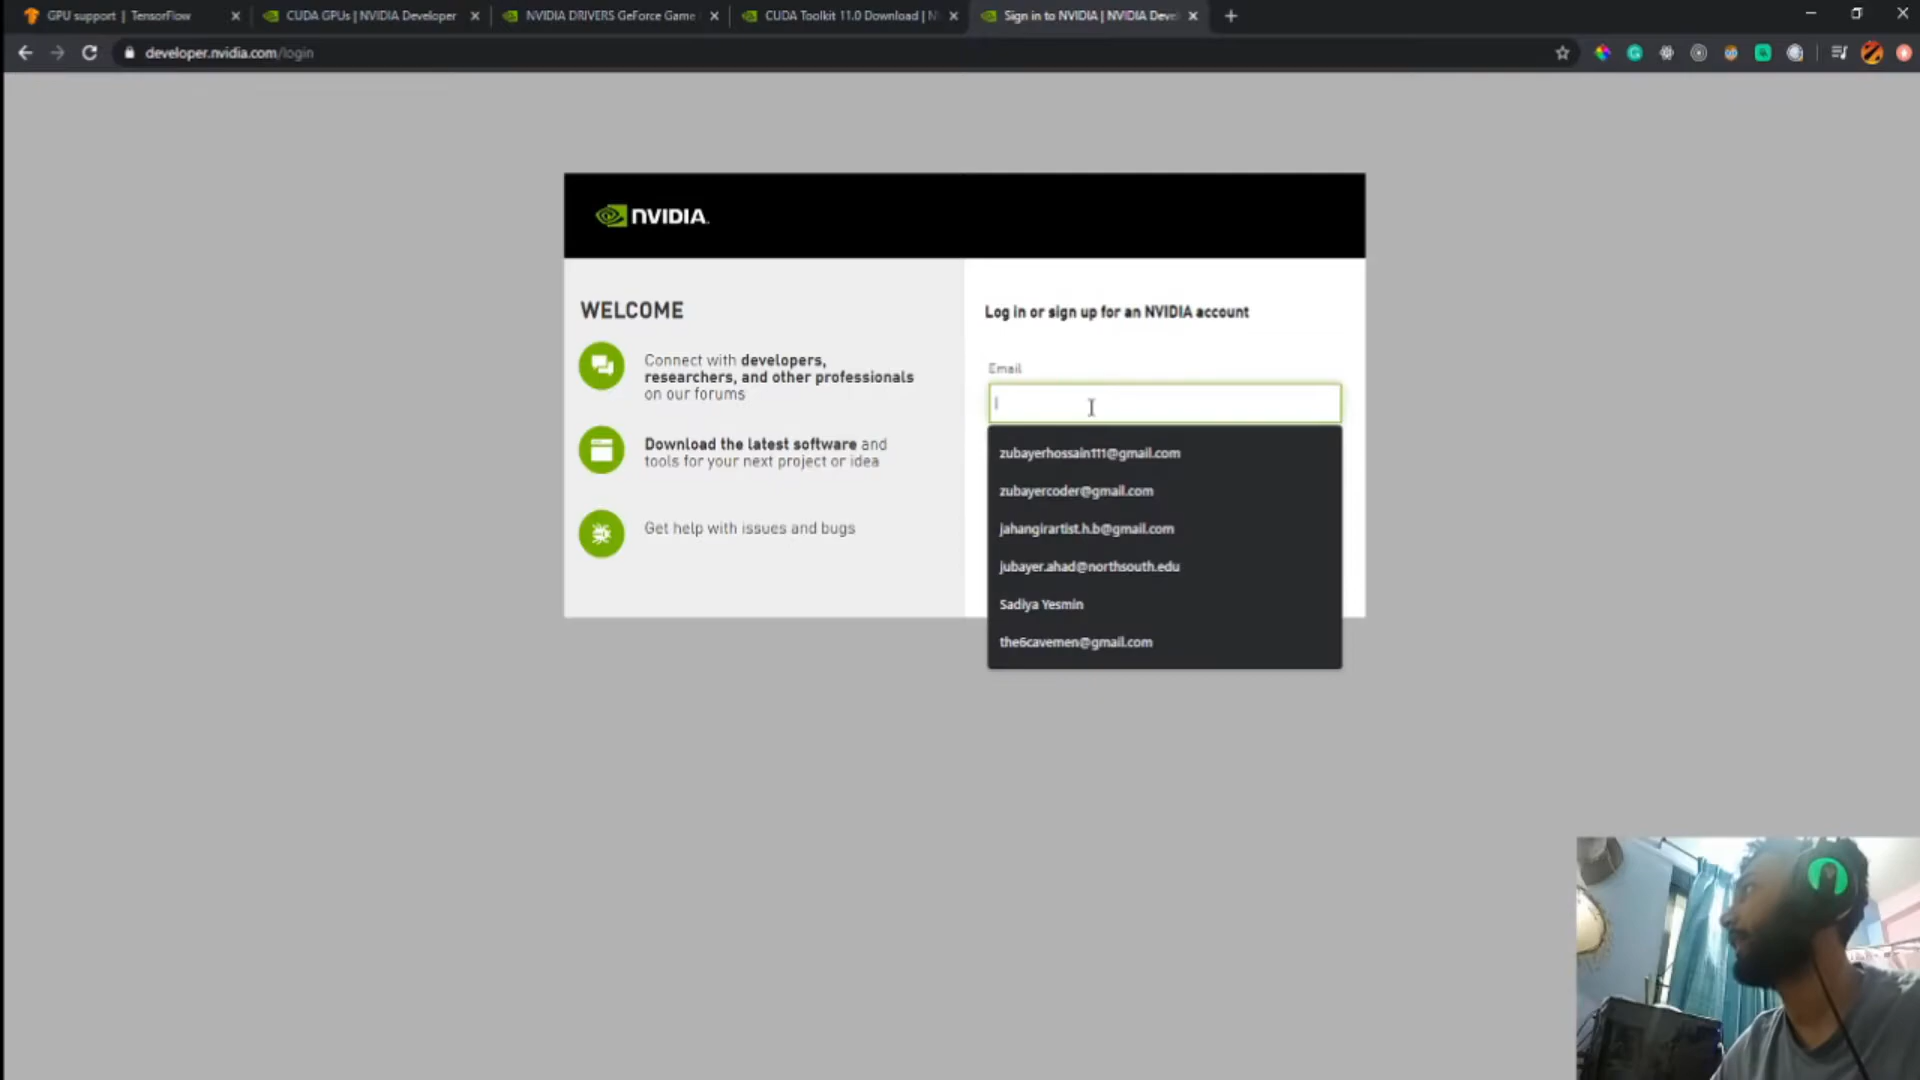 GPU support | TensorFlow
CUDA GPUs | NVIDIA Developer
NVIDIA DRIVERS GeForce Game
CUDA Toolkit 11.0 Download | N
Sign in to NVIDIA | NVIDIA Deve
developer.nvidia.com/login
NVIDIA.
WELCOME
Connect with developers,
researchers, and other professionals
on our forums
Download the latest software and
tools for your next project or idea
Get help with issues and bugs
Log in or sign up for an NVIDIA account
Email
zubayerhossain111@gmail.com
zubayercoder@gmail.com
jahangirartist.h.b@gmail.com
jubayer.ahad@northsouth.edu
Sadiya Yesmin
the6cavemen@gmail.com